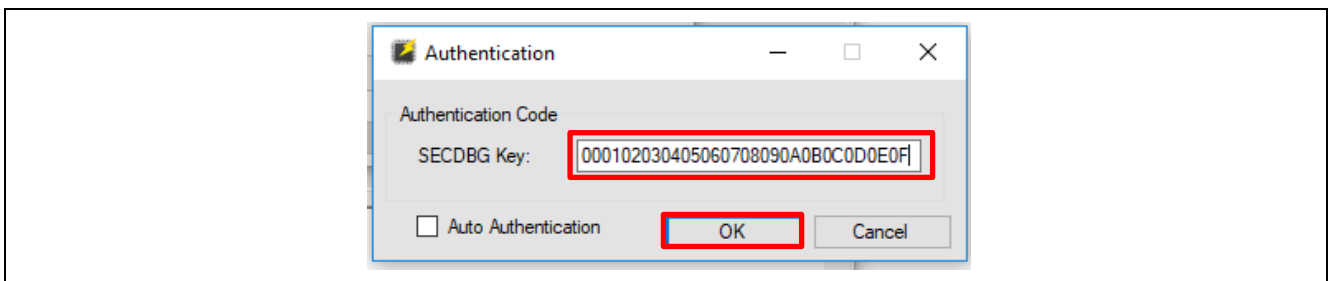 Authentication
Authentication Code
SECDBG Key: 000102030405060708090A0B0C0D0E0F
Auto Authentication OK Cancel